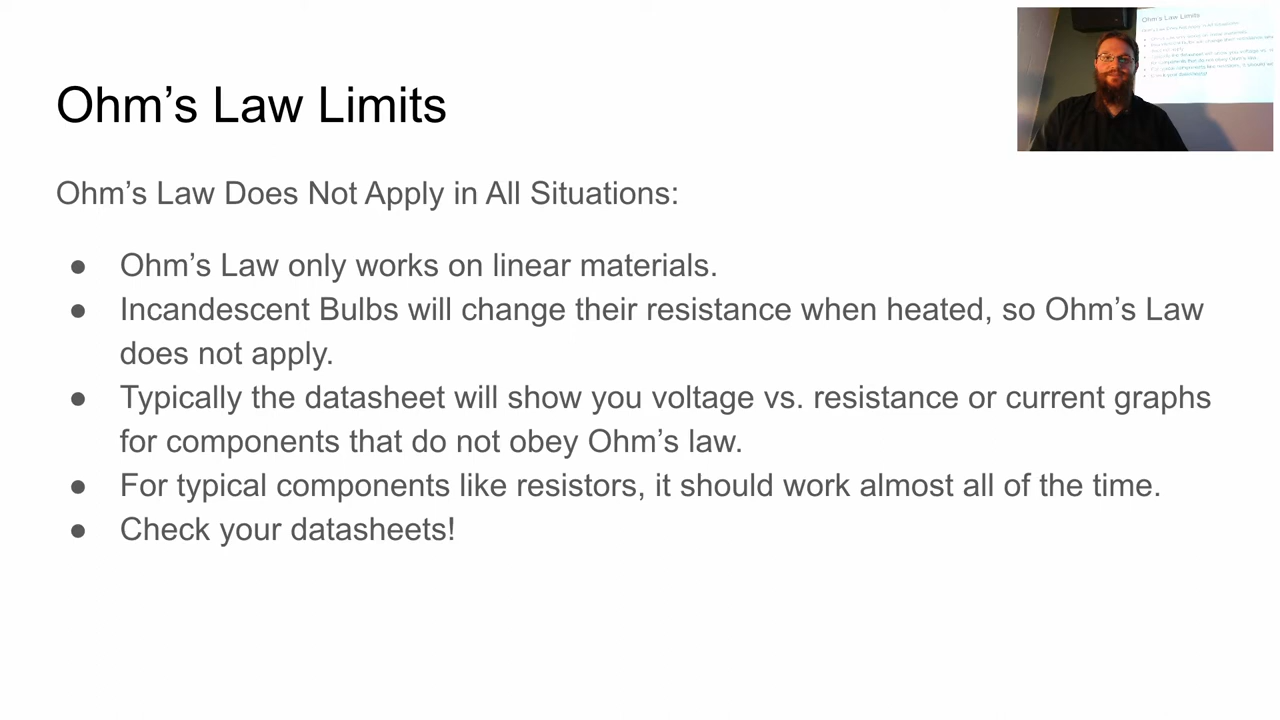 Ohm's Law Limits
Ohm's Law Does Not Apply in All Situations:
● Ohm's Law only works on linear materials.
● Incandescent Bulbs will change their resistance when heated, so Ohm's Law
does not apply.
● Typically the datasheet will show you voltage vs. resistance or current graphs
for components that do not obey Ohm's law.
● For typical components like resistors, it should work almost all of the time.
● Check your datasheets!
Ohm's Law Limits